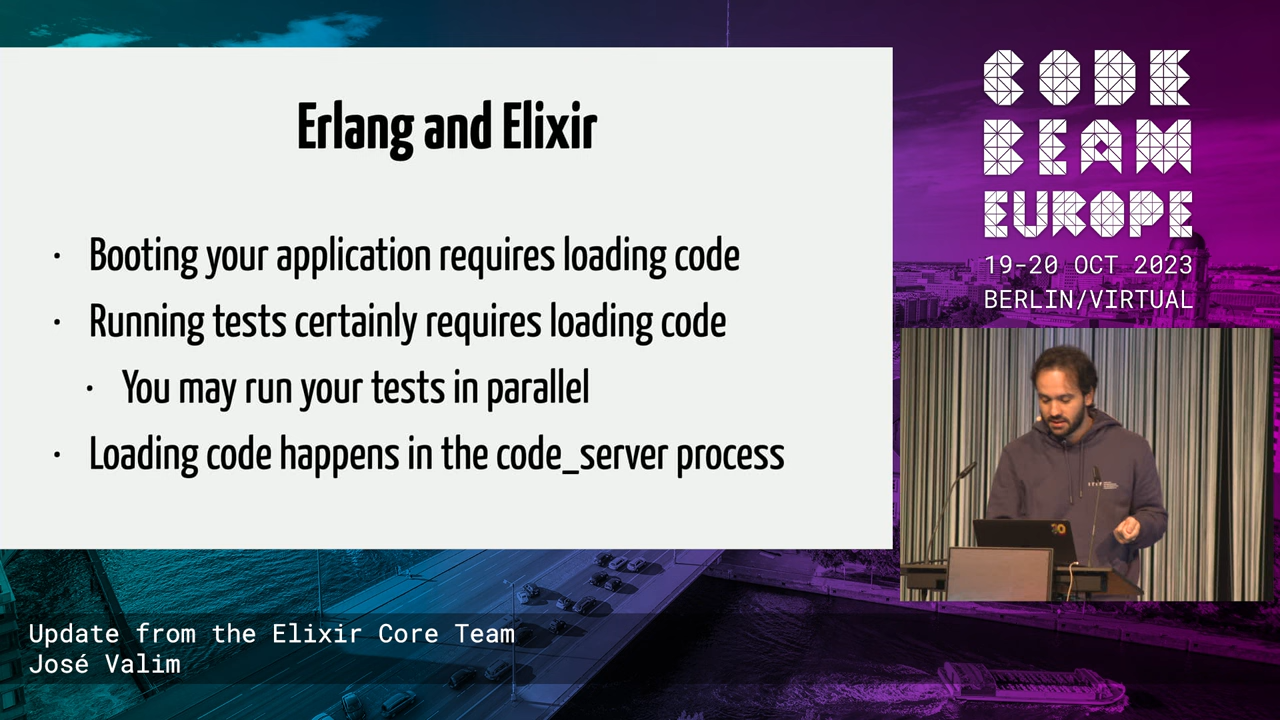 Erlang and Elixir
· Booting your application requires loading code
· Running tests certainly requires loading code
· You may run your tests in parallel
· Loading code happens in the code_server process
CODE
BEAM
EUROPE
19-20 OCT 2023
BERLIN/VIRTUAL
Update from the Elixir Core Team
José Valim